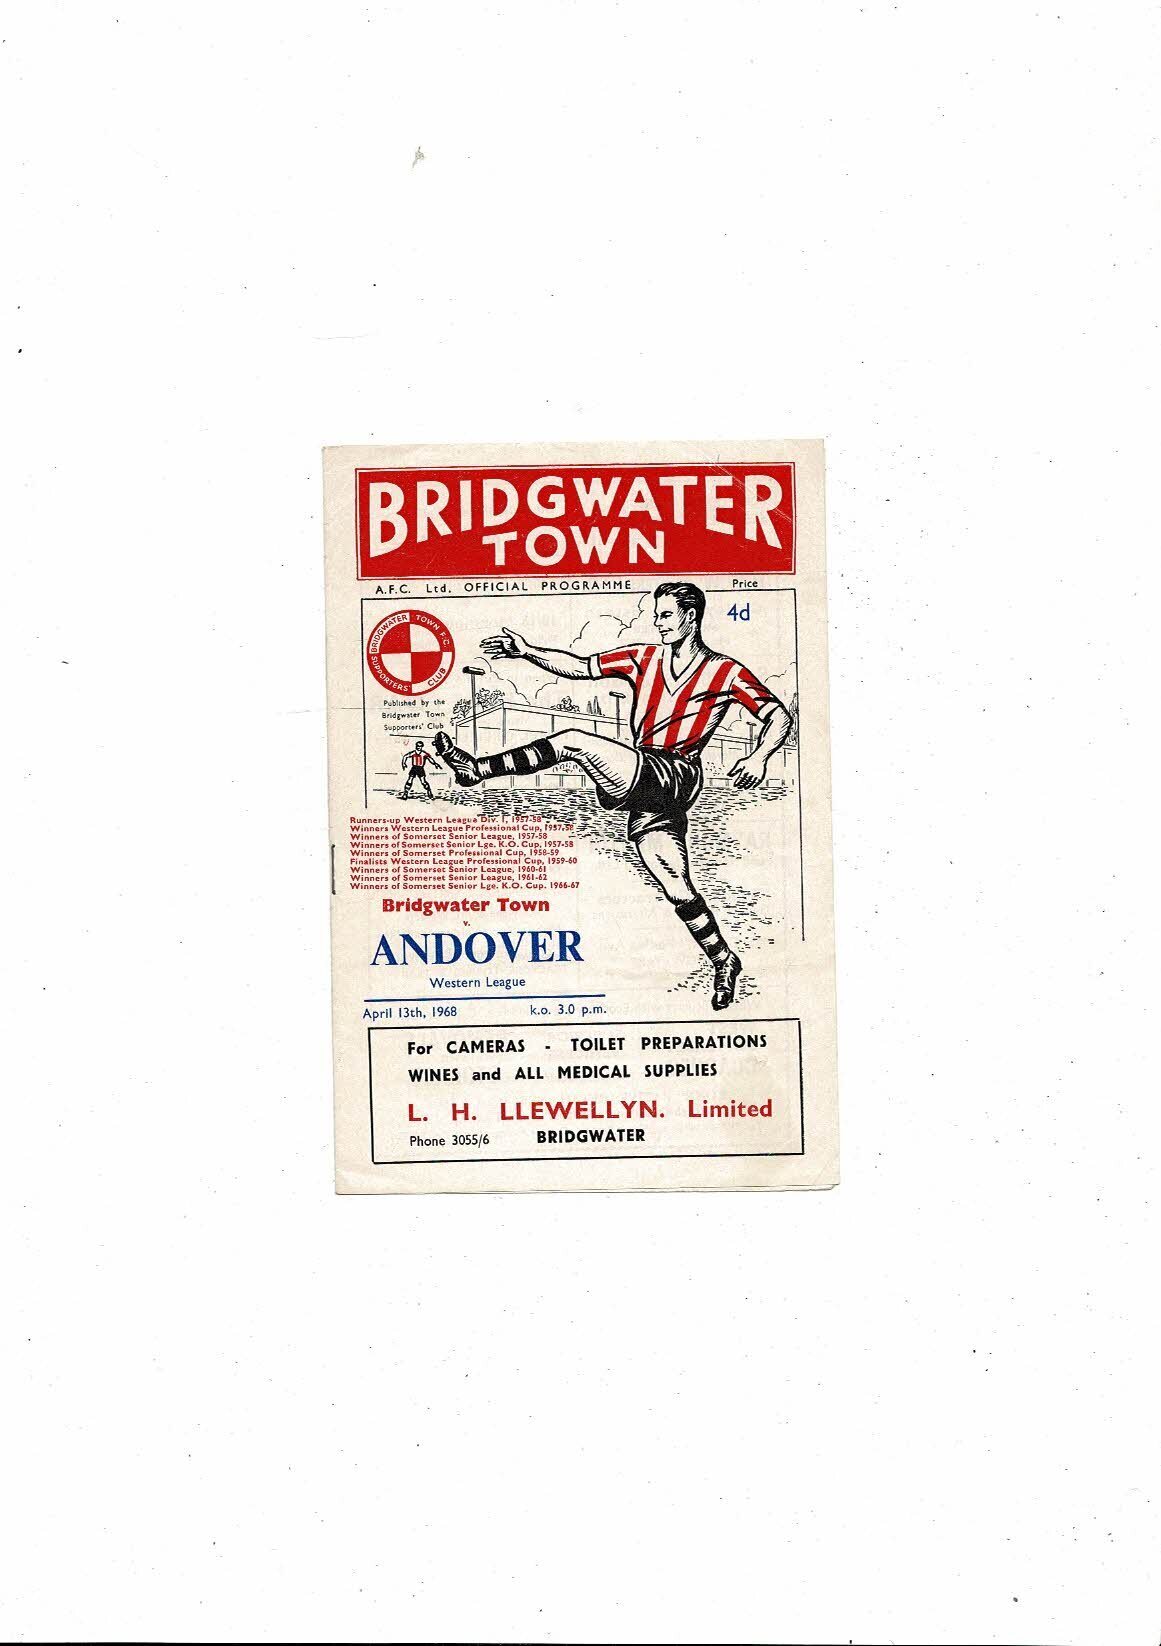 BRIDGWATER
TOWN
A.F.C. Ltd. OFFICIAL PROGRAMME Price
4d
BRIDGWATER TOWN F.C.
SUPPORTERS' CLUB
Published by the
Bridgwater Town
Supporters' Club
Runners-up Western League Div. 1, 1957-58
Winners Western League Professional Cup, 1957-58
Winners of Somerset Senior League, 1957-58
Winners of Somerset Senior Lge. K.O. Cup, 1957-58
Winners of Somerset Professional Cup, 1958-59
Finalists Western League Professional Cup, 1959-60
Winners of Somerset Senior League, 1960-61
Winners of Somerset Senior League, 1961-62
Winners of Somerset Senior Lge. K.O. Cup. 1966-67
Bridgwater Town
v.
ANDOVER
Western League
April 13th, 1968 k.o. 3.0 p.m.
For CAMERAS - TOILET PREPARATIONS
WINES and ALL MEDICAL SUPPLIES
L. H. LLEWELLYN. Limited
Phone 3055/6 BRIDGWATER